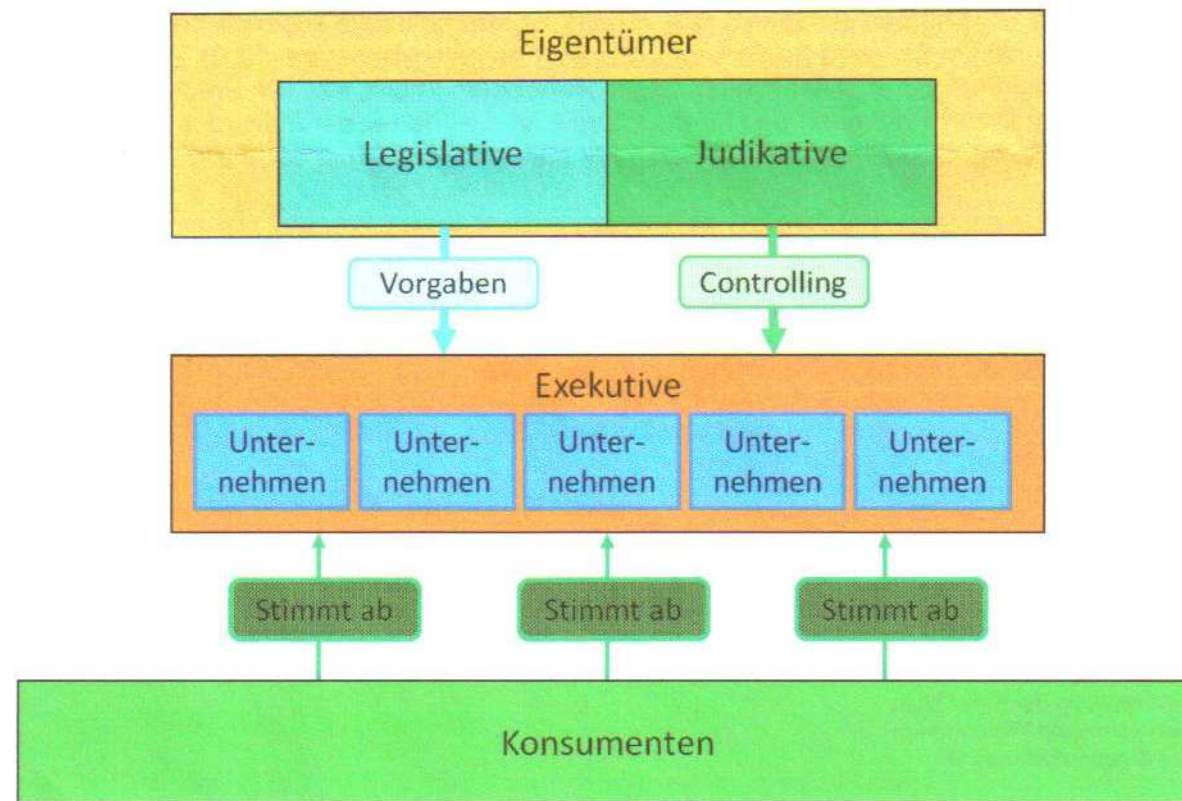 Eigentümer
Legislative
Judikative
Vorgaben
Controlling
Exekutive
Unter-
nehmen
Unter-
nehmen
Unter-
nehmen
Unter-
nehmen
Unter-
nehmen
Stimmt ab
Stimmt ab
Stimmt ab
Konsumenten